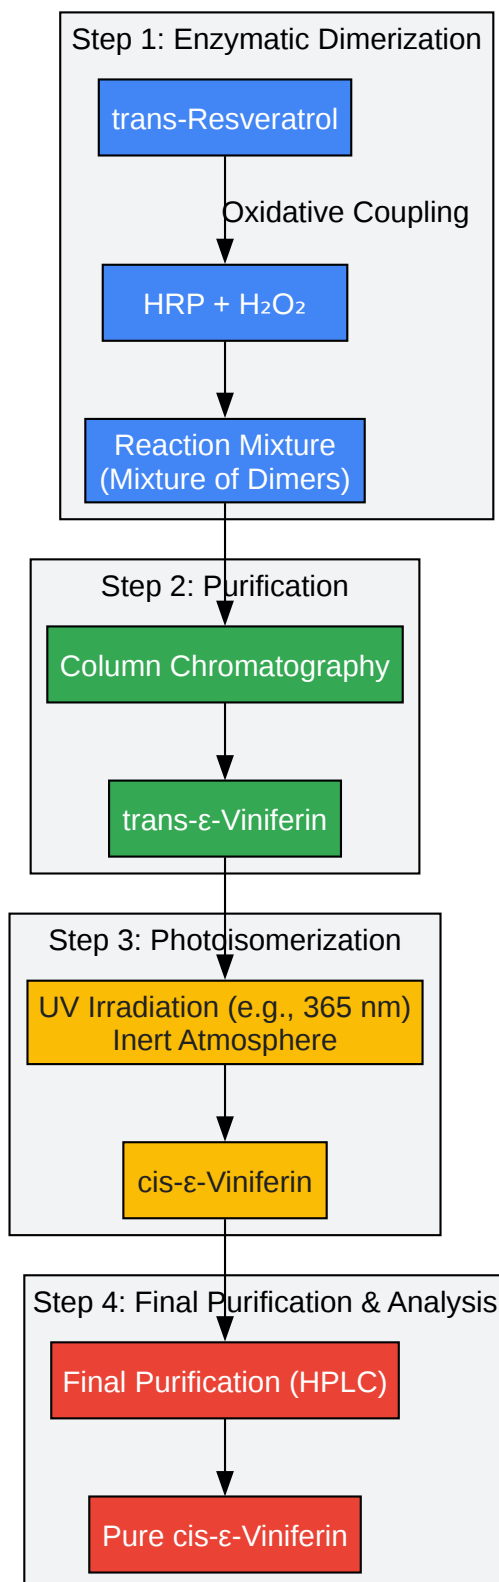 Step 1: Enzymatic Dimerization
trans-Resveratrol
Oxidative Coupling
HRP + H₂O₂
Reaction Mixture
(Mixture of Dimers)
Step 2: Purification
Column Chromatography
trans-ε-Viniferin
Step 3: Photoisomerization
UV Irradiation (e.g., 365 nm)
Inert Atmosphere
cis-ε-Viniferin
Step 4: Final Purification & Analysis
Final Purification (HPLC)
Pure cis-ε-Viniferin